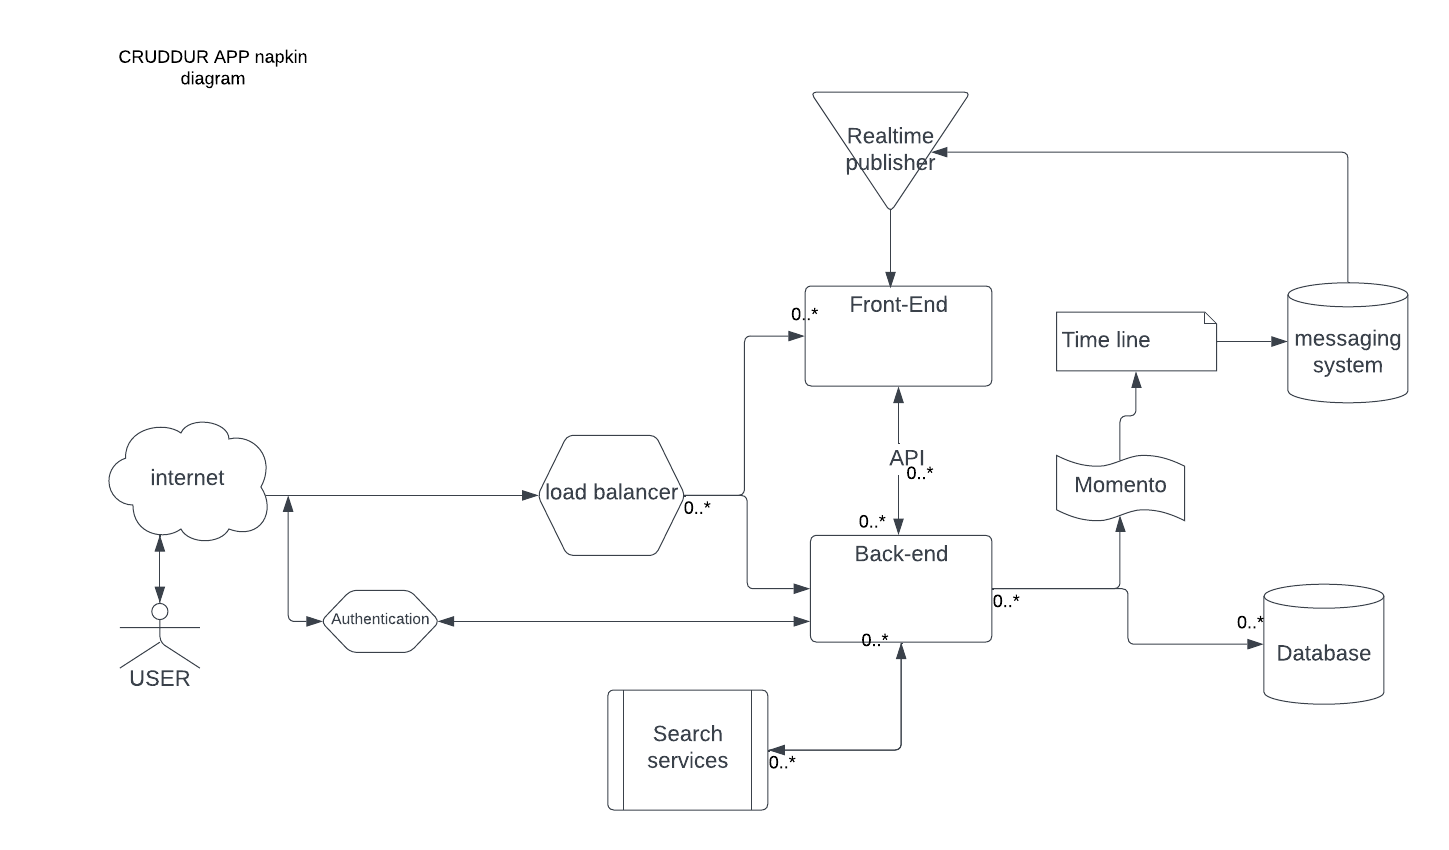 CRUDDUR APP napkin
diagram
Realtime
publisher
Front-End
0..*
Time line
messaging
system
API
0..*
internet
load balancer
0..*
Momento
0..*
Back-end
0..*
0..*
Authentication
0..*
Database
USER
Search
services
0..*